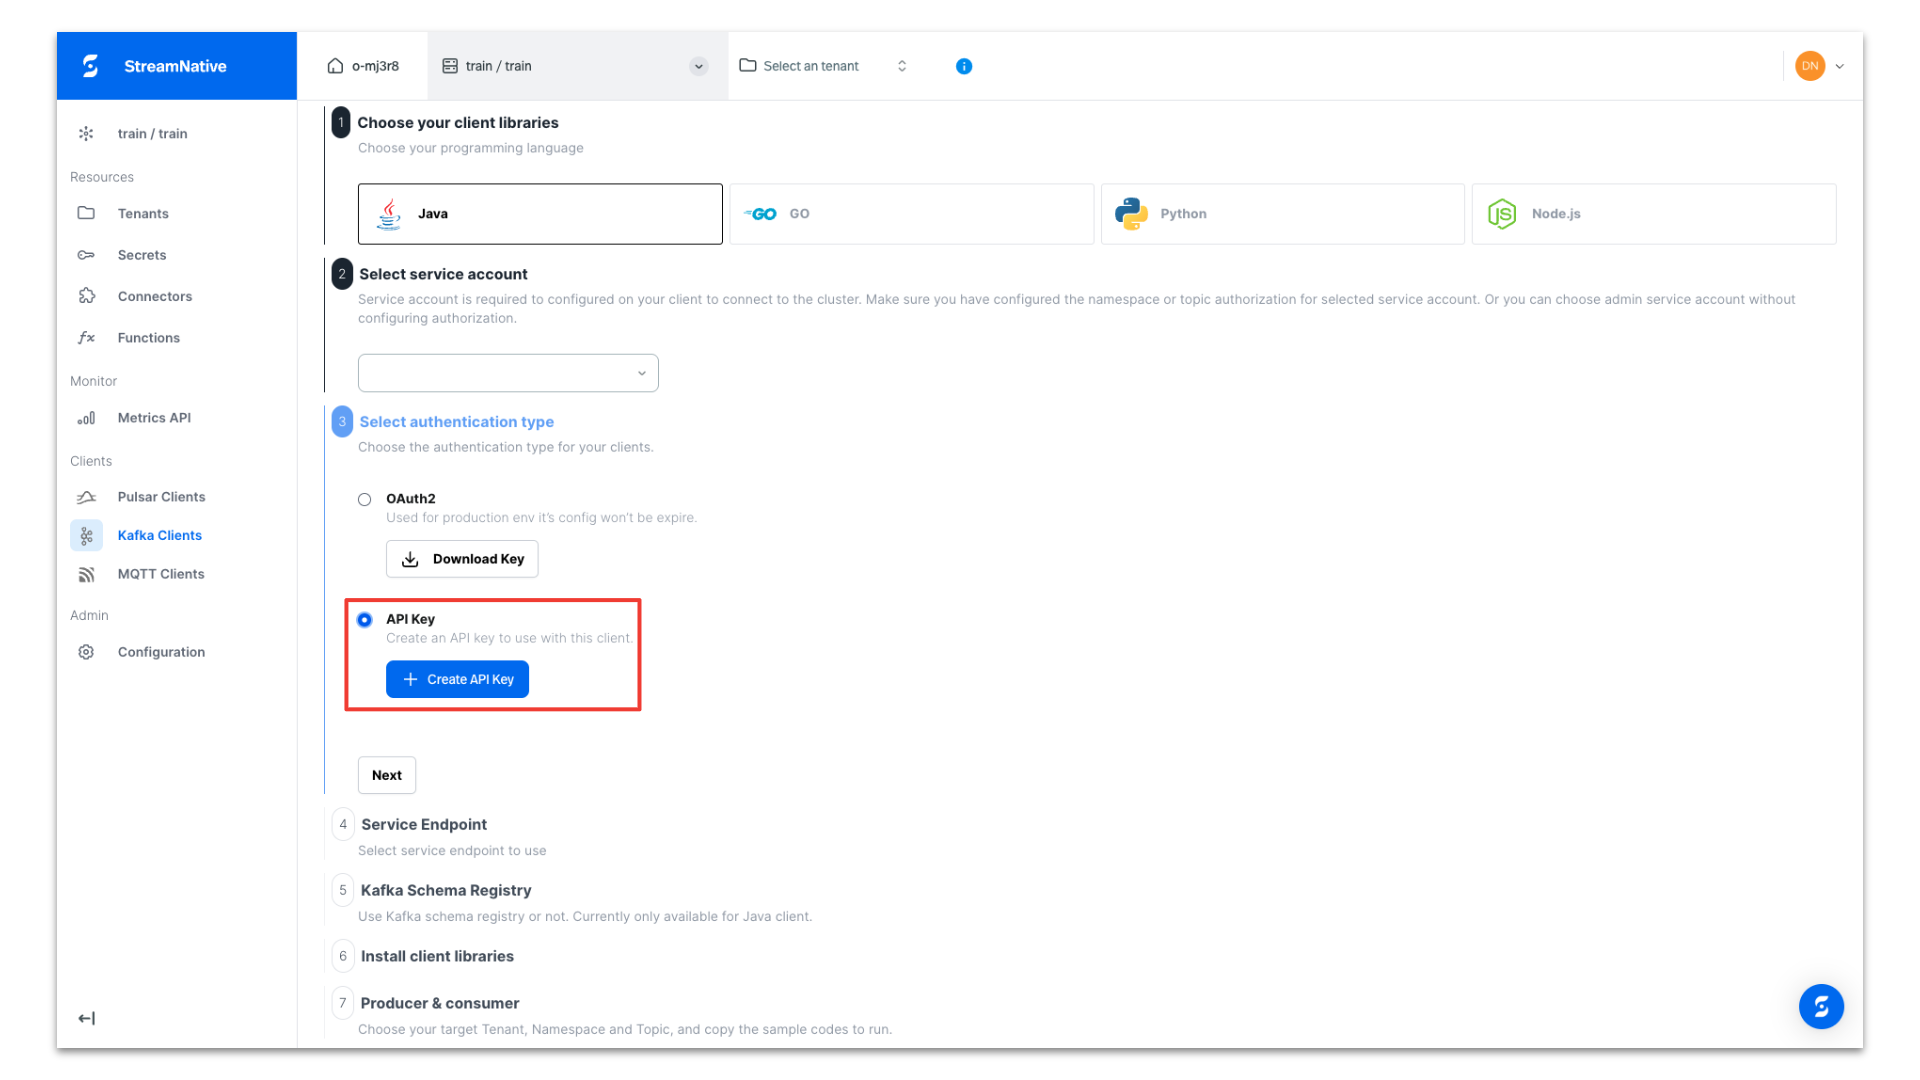 StreamNative
o-mj3r8
train / train
Select an tenant
DN
train / train
Resources
Tenants
Secrets
Connectors
Functions
Monitor
Metrics API
Clients
Pulsar Clients
Kafka Clients
MQTT Clients
Admin
Configuration
1 Choose your client libraries
Choose your programming language
Java
GO GO
Python
JS Node.js
2 Select service account
Service account is required to configured on your client to connect to the cluster. Make sure you have configured the namespace or topic authorization for selected service account. Or you can choose admin service account without
configuring authorization.
3 Select authentication type
Choose the authentication type for your clients.
OAuth2
Used for production env it's config won't be expire.
Download Key
API Key
Create an API key to use with this client.
Create API Key
Next
4 Service Endpoint
Select service endpoint to use
5 Kafka Schema Registry
Use Kafka schema registry or not. Currently only available for Java client.
6 Install client libraries
7 Producer & consumer
Choose your target Tenant, Namespace and Topic, and copy the sample codes to run.